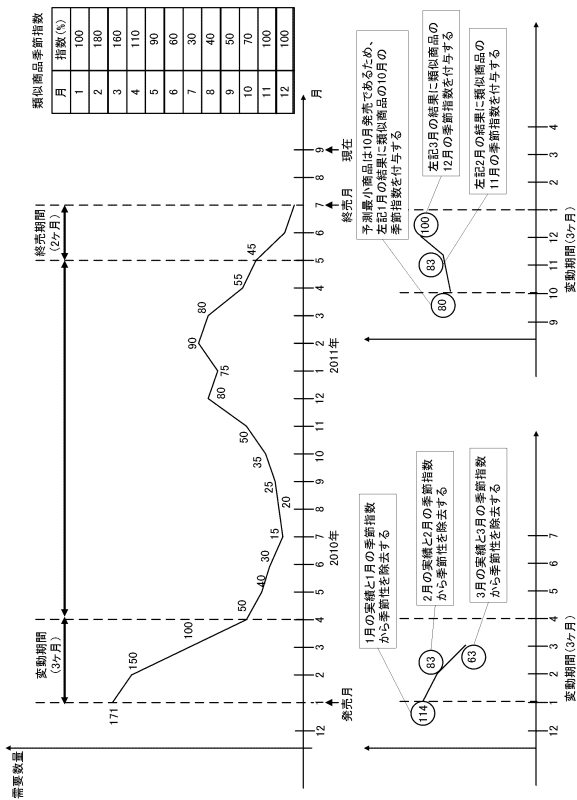 需要数量
変動期間
(3ヶ月)
終売期間
(2ヶ月)
類似商品季節指数
月 指数(%)
1 100
2 180
3 160
4 110
5 90
6 60
7 30
8 40
9 50
10 70
11 100
12 100
171
150
100
50
40
30
15
20
25
35
50
80
75
90
80
55
45
12 1 2 3 4 5 6 7 8 9 10 11 12 1 2 3 4 5 6 7 8 9 月
2010年
2011年
発売月
終売月
現在
1月の実績と1月の季節指数
から季節性を除去する
2月の実績と2月の季節指数
から季節性を除去する
3月の実績と3月の季節指数
から季節性を除去する
114
83
63
12 1 2 3 4 5 6 7
変動期間(3ヶ月)
予測最小商品は10月発売であるため、
左記1月の結果に類似商品の10月の
季節指数を付与する
左記3月の結果に類似商品の
12月の季節指数を付与する
左記2月の結果に類似商品の
11月の季節指数を付与する
80
83
100
9 10 11 12 1 2 3 4
変動期間(3ヶ月)